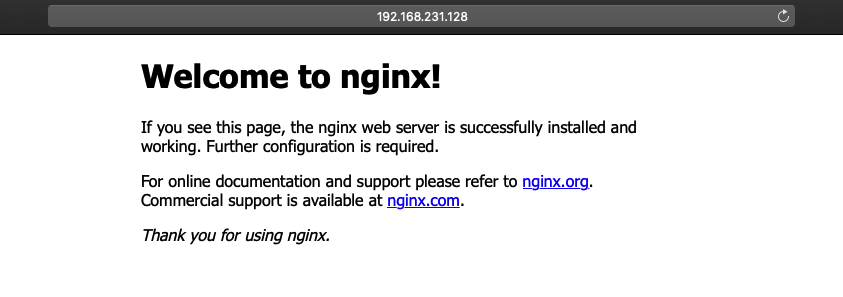 192.168.231.128
Welcome to nginx!
If you see this page, the nginx web server is successfully installed and
working. Further configuration is required.
For online documentation and support please refer to nginx.org.
Commercial support is available at nginx.com.
Thank you for using nginx.